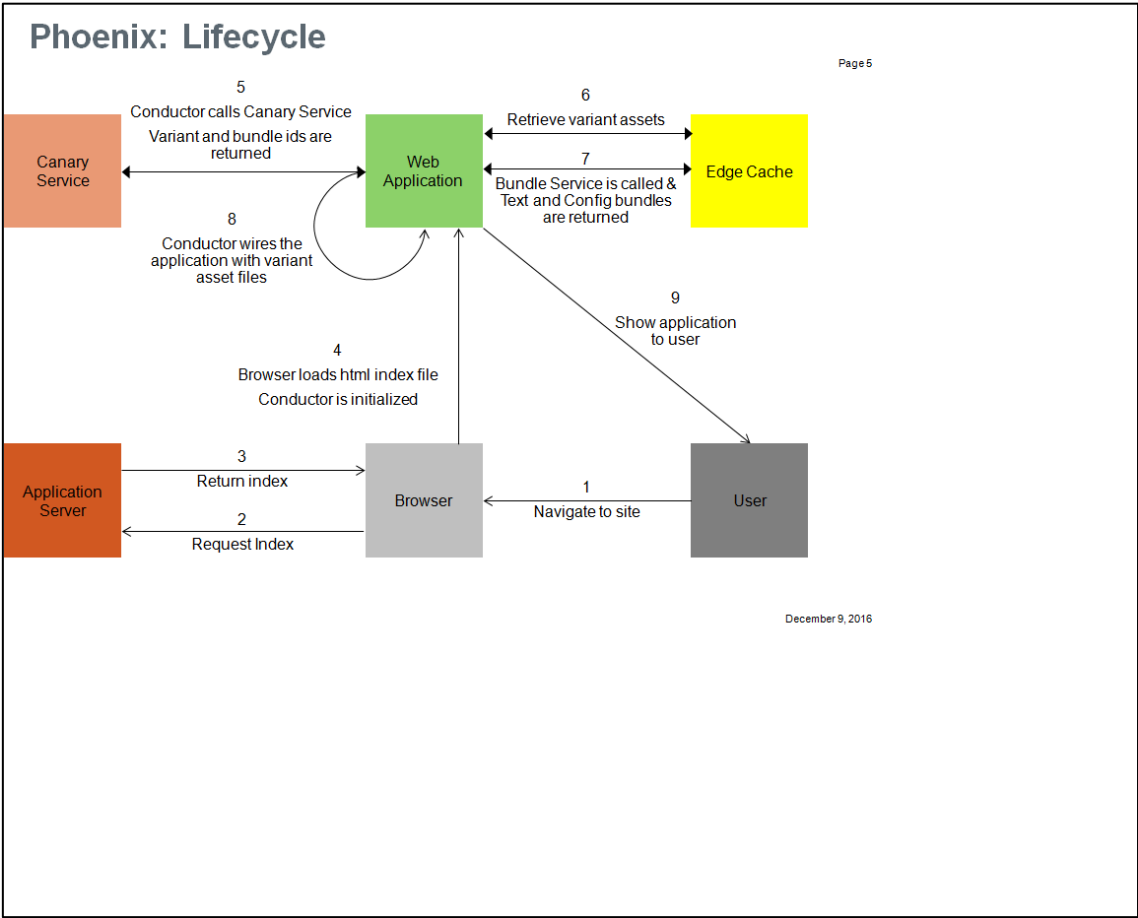 Phoenix: Lifecycle
Page 5
5
Conductor calls Canary Service
Variant and bundle ids are
returned
6
Retrieve variant assets
7
Bundle Service is called &
Text and Config bundles
are returned
Canary
Service
Web
Application
Edge Cache
8
Conductor wires the
application with variant
asset files
9
Show application
to user
4
Browser loads html index file
Conductor is initialized
Application
Server
3
Return index
2
Request Index
Browser
1
Navigate to site
User
December 9, 2016